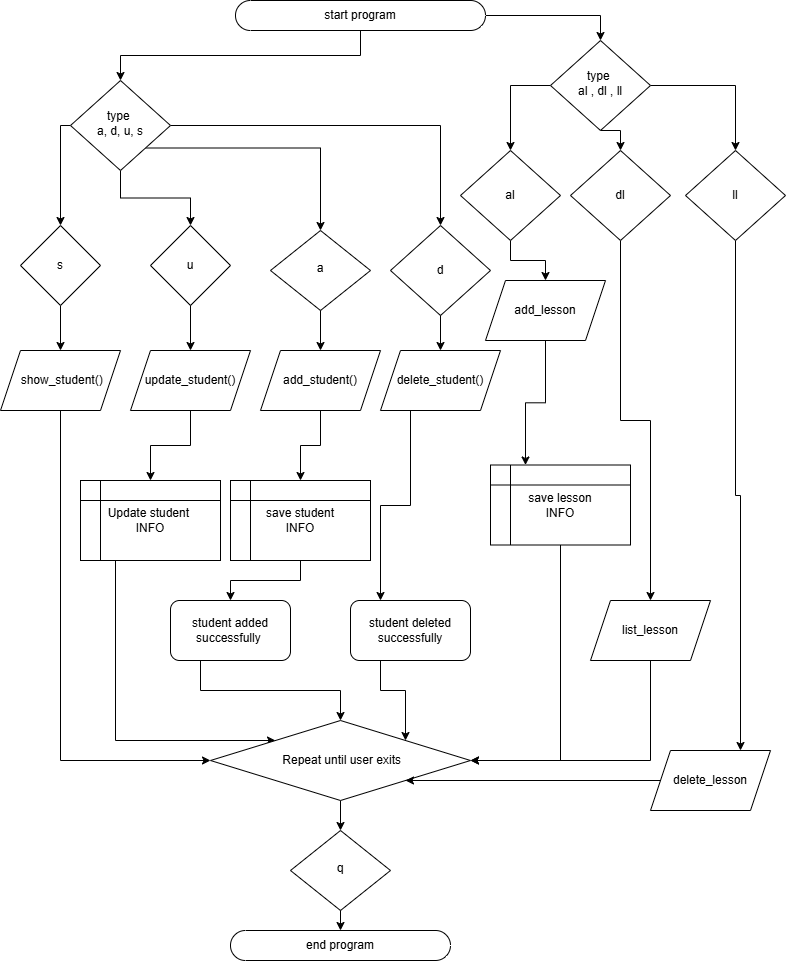 start program
type
al , dl , ll
type
a, d, u, s
al
dl
ll
s
u
a
d
add_lesson
show_student()
update_student()
add_student()
delete_student()
save lesson
INFO
Update student
INFO
save student
INFO
student added
successfully
student deleted
successfully
list_lesson
Repeat until user exits
delete_lesson
q
end program